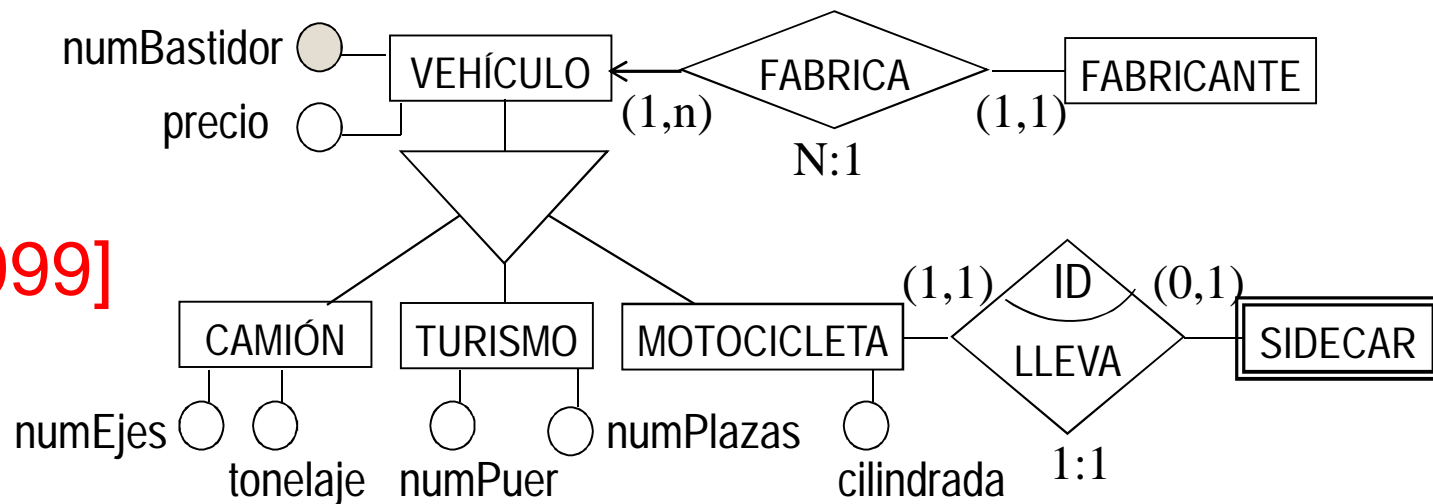 numBastidor
VEHÍCULO
FABRICA
FABRICANTE
precio
(1,n)
(1,1)
N:1
099]
(1,1)
ID
(0,1)
CAMIÓN
TURISMO
MOTOCICLETA
LLEVA
SIDECAR
numEjes
numPlazas
tonelaje
numPuer
cilindrada
1:1